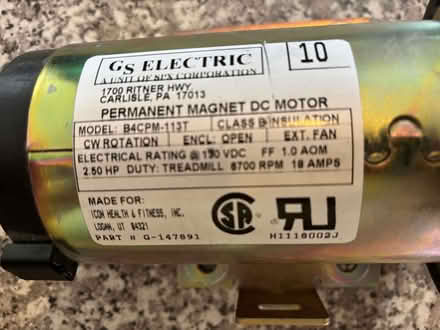 GS ELECTRIC
A UNIT OF SPX CORPORATION
10
1700 RITNER HWY.
CARLISLE, PA 17013
PERMANENT MAGNET DC MOTOR
MODEL: B4CPM-113T CLASS B INSULATION
CW ROTATION ENCL: OPEN EXT. FAN
ELECTRICAL RATING @ 130 VDC FF 1.0 AOM
2.50 HP DUTY: TREADMILL 6700 RPM 18 AMPS
MADE FOR:
ICON HEALTH & FITNESS, INC.
LOGAN, UT 84321
PART # G-147891
H1118002J